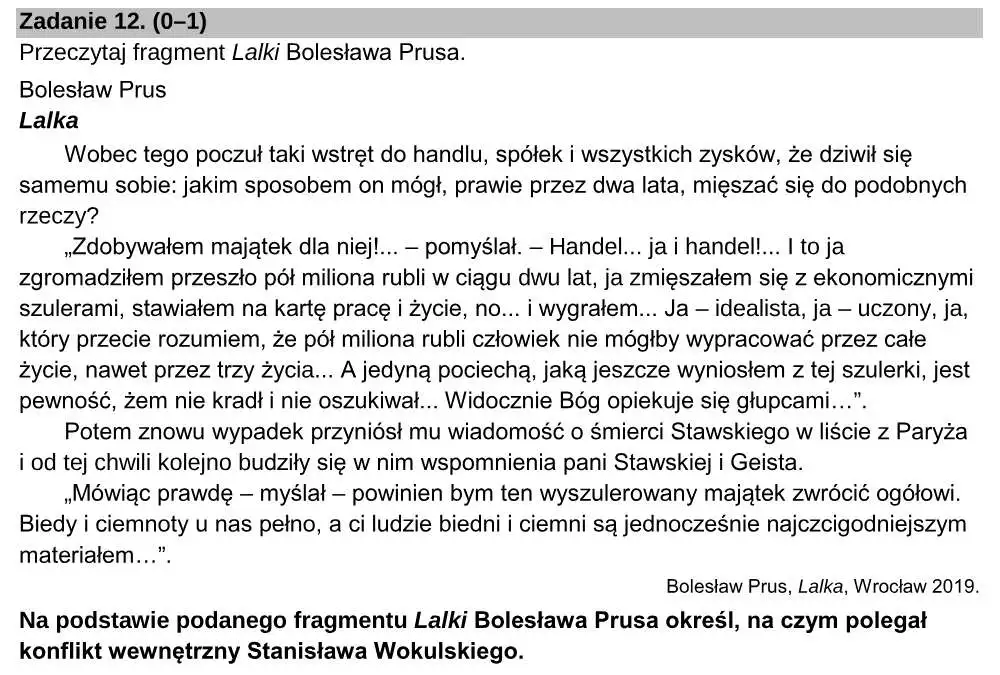 Zadanie 12. (0–1)
Przeczytaj fragment Lalki Bolesława Prusa.
Bolesław Prus
Lalka
Wobec tego poczuł taki wstręt do handlu, spółek i wszystkich zysków, że dziwił się
samemu sobie: jakim sposobem on mógł, prawie przez dwa lata, mięszać się do podobnych
rzeczy?
„Zdobywałem majątek dla niej!... – pomyślał. – Handel... ja i handel!... I to ja
zgromadziłem przeszło pół miliona rubli w ciągu dwu lat, ja zmięszałem się z ekonomicznymi
szulerami, stawiałem na kartę pracę i życie, no... i wygrałem... Ja – idealista, ja – uczony, ja,
który przecie rozumiem, że pół miliona rubli człowiek nie mógłby wypracować przez całe
życie, nawet przez trzy życia... A jedyną pociechą, jaką jeszcze wyniosłem z tej szulerki, jest
pewność, żem nie kradł i nie oszukiwał... Widocznie Bóg opiekuje się głupcami…”.
Potem znowu wypadek przyniósł mu wiadomość o śmierci Stawskiego w liście z Paryża
i od tej chwili kolejno budziły się w nim wspomnienia pani Stawskiej i Geista.
„Mówiąc prawdę – myślał – powinien bym ten wyszulerowany majątek zwrócić ogółowi.
Biedy i ciemnoty u nas pełno, a ci ludzie biedni i ciemni są jednocześnie najczcigodniejszym
materiałem…”.
Bolesław Prus, Lalka, Wrocław 2019.
Na podstawie podanego fragmentu Lalki Bolesława Prusa określ, na czym polegał
konflikt wewnętrzny Stanisława Wokulskiego.